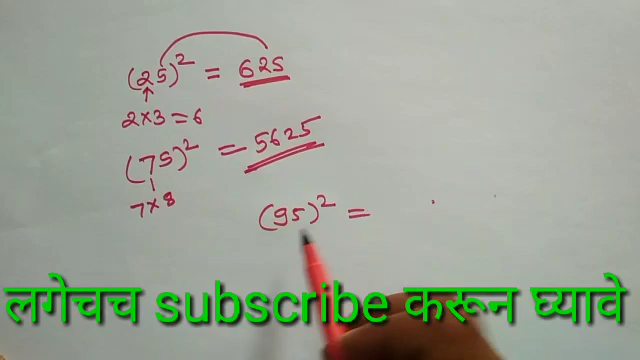 (25)² = 625
2×3=6
(75)² = 5625
7×8
(95)² =
लगेचच subscribe करून घ्यावे